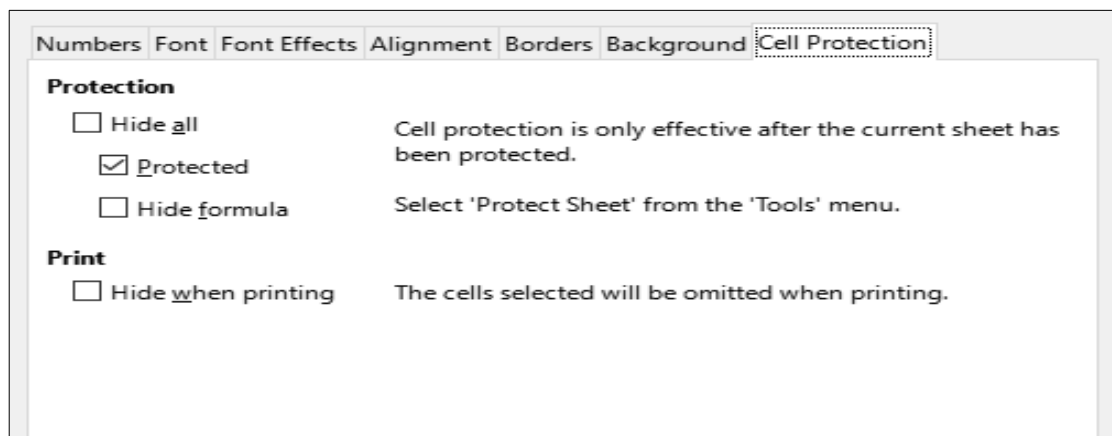 Numbers Font Font Effects Alignment Borders Background Cell Protection
Protection
Hide all
Cell protection is only effective after the current sheet has
been protected.
Protected
Hide formula
Select 'Protect Sheet' from the 'Tools' menu.
Print
Hide when printing
The cells selected will be omitted when printing.